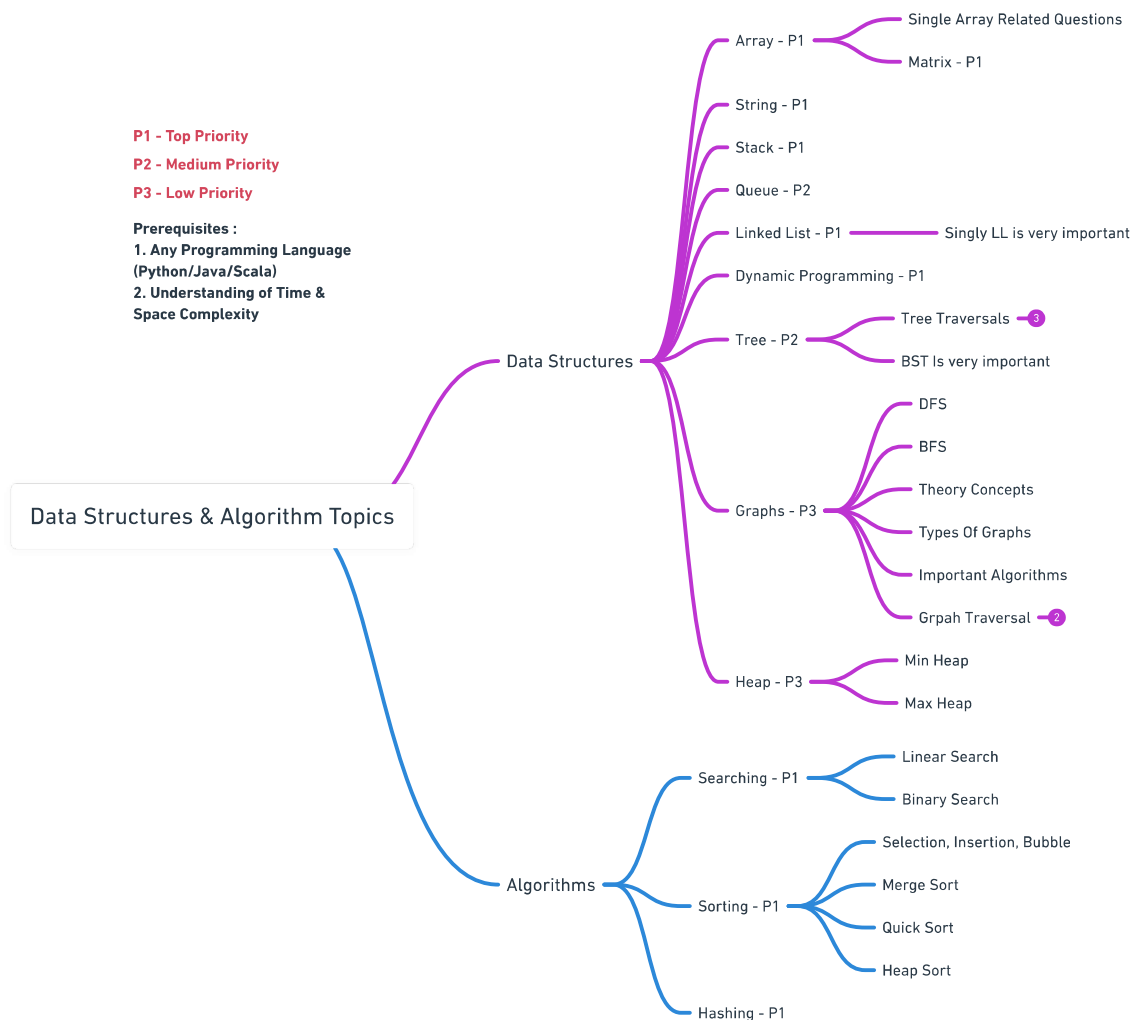 P1 - Top Priority
P2 - Medium Priority
P3 - Low Priority
Prerequisites :
1. Any Programming Language
(Python/Java/Scala)
2. Understanding of Time &
Space Complexity
Data Structures & Algorithm Topics
Data Structures
Array - P1
Single Array Related Questions
Matrix - P1
String - P1
Stack - P1
Queue - P2
Linked List - P1
Singly LL is very important
Dynamic Programming - P1
Tree - P2
Tree Traversals
3
BST Is very important
Graphs - P3
DFS
BFS
Theory Concepts
Types Of Graphs
Important Algorithms
Grpah Traversal
2
Heap - P3
Min Heap
Max Heap
Algorithms
Searching - P1
Linear Search
Binary Search
Sorting - P1
Selection, Insertion, Bubble
Merge Sort
Quick Sort
Heap Sort
Hashing - P1